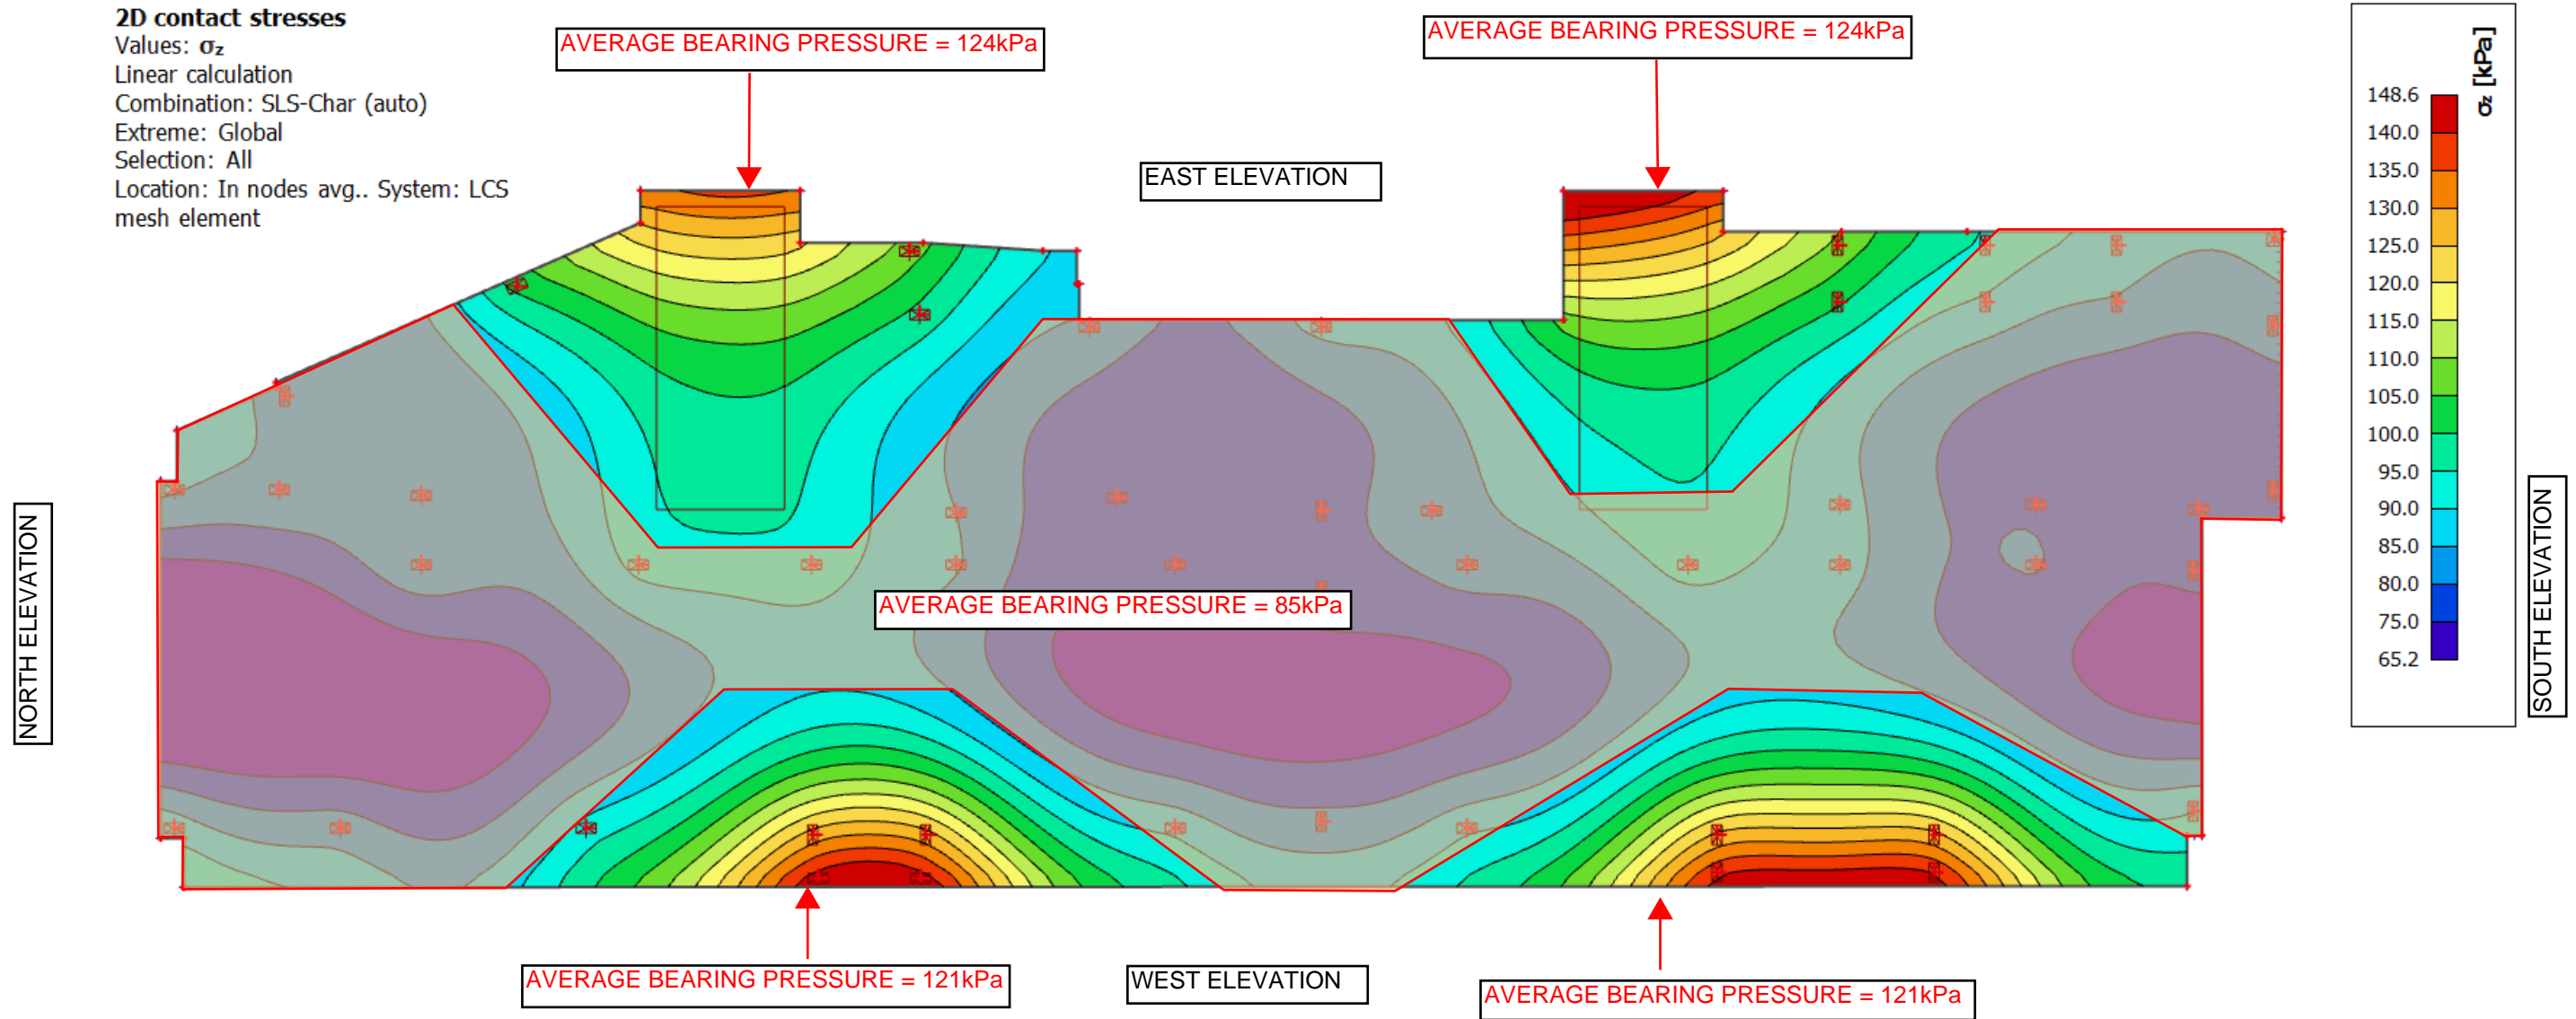 2D contact stresses
Values: σz
Linear calculation
Combination: SLS-Char (auto)
Extreme: Global
Selection: All
Location: In nodes avg.. System: LCS
mesh element
AVERAGE BEARING PRESSURE = 124kPa
AVERAGE BEARING PRESSURE = 124kPa
EAST ELEVATION
NORTH ELEVATION
AVERAGE BEARING PRESSURE = 85kPa
AVERAGE BEARING PRESSURE = 121kPa
WEST ELEVATION
AVERAGE BEARING PRESSURE = 121kPa
σz [kPa]
148.6
140.0
135.0
130.0
125.0
120.0
115.0
110.0
105.0
100.0
95.0
90.0
85.0
80.0
75.0
65.2
SOUTH ELEVATION